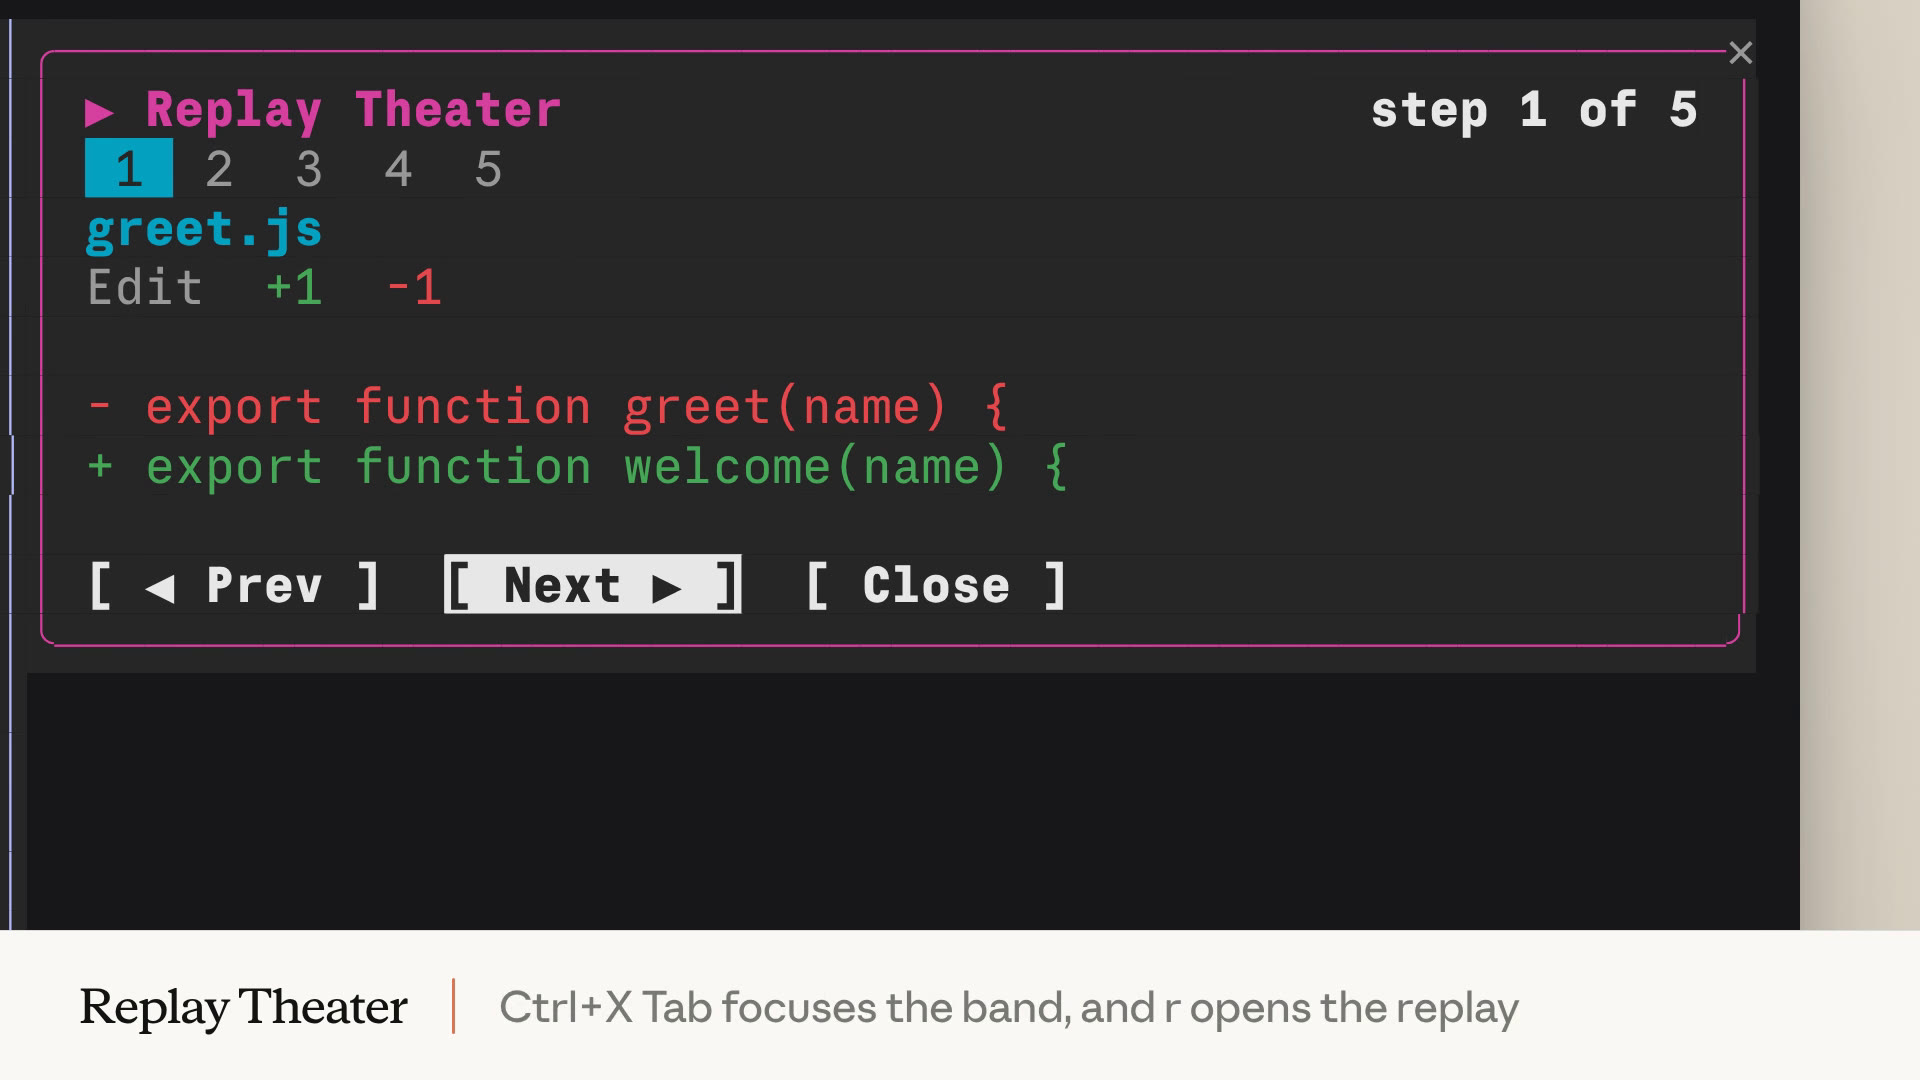 ×
▶ Replay Theater step 1 of 5
1 2 3 4 5
greet.js
Edit +1 -1
- export function greet(name) {
+ export function welcome(name) {
[ ◀ Prev ] [ Next ▶ ] [ Close ]
Replay Theater | Ctrl+X Tab focuses the band, and r opens the replay